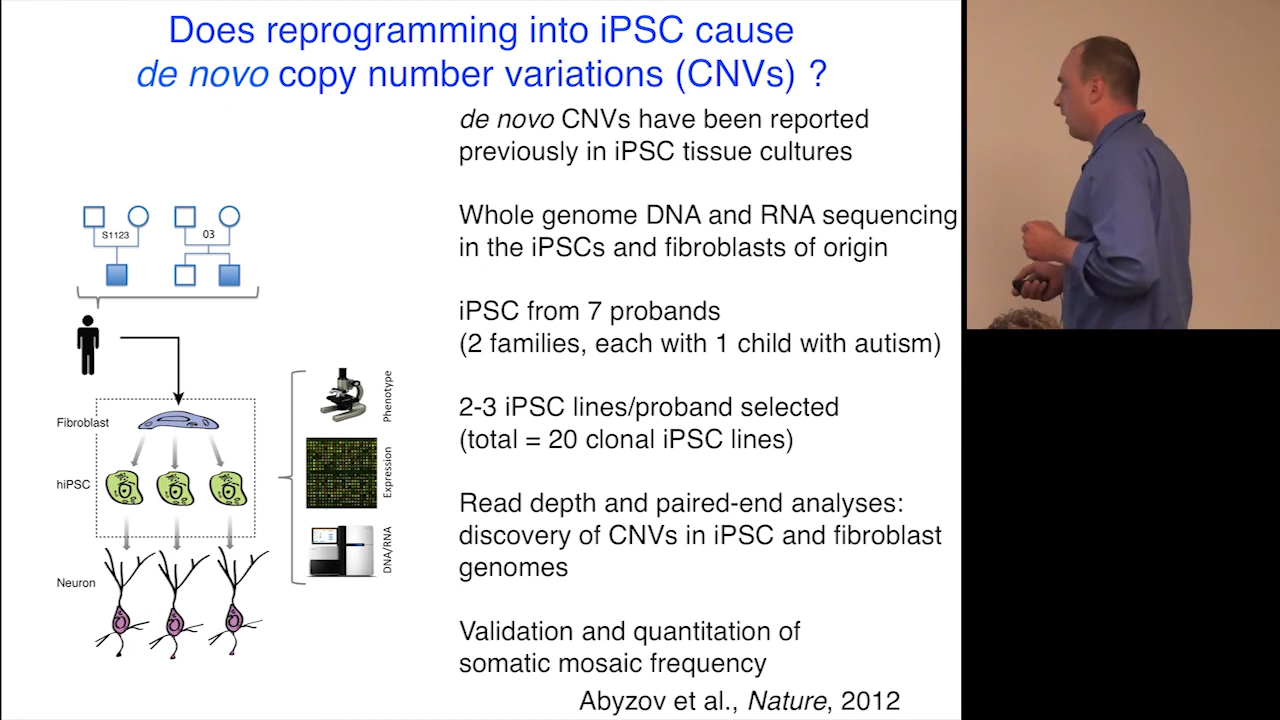 Does reprogramming into iPSC cause
de novo copy number variations (CNVs) ?
de novo CNVs have been reported
previously in iPSC tissue cultures
Whole genome DNA and RNA sequencing
in the iPSCs and fibroblasts of origin
iPSC from 7 probands
(2 families, each with 1 child with autism)
2-3 iPSC lines/proband selected
(total = 20 clonal iPSC lines)
Read depth and paired-end analyses:
discovery of CNVs in iPSC and fibroblast
genomes
Validation and quantitation of
somatic mosaic frequency
Abyzov et al., Nature, 2012
S1123
03
Fibroblast
hiPSC
Neuron
Phenotype
Expression
DNA/RNA